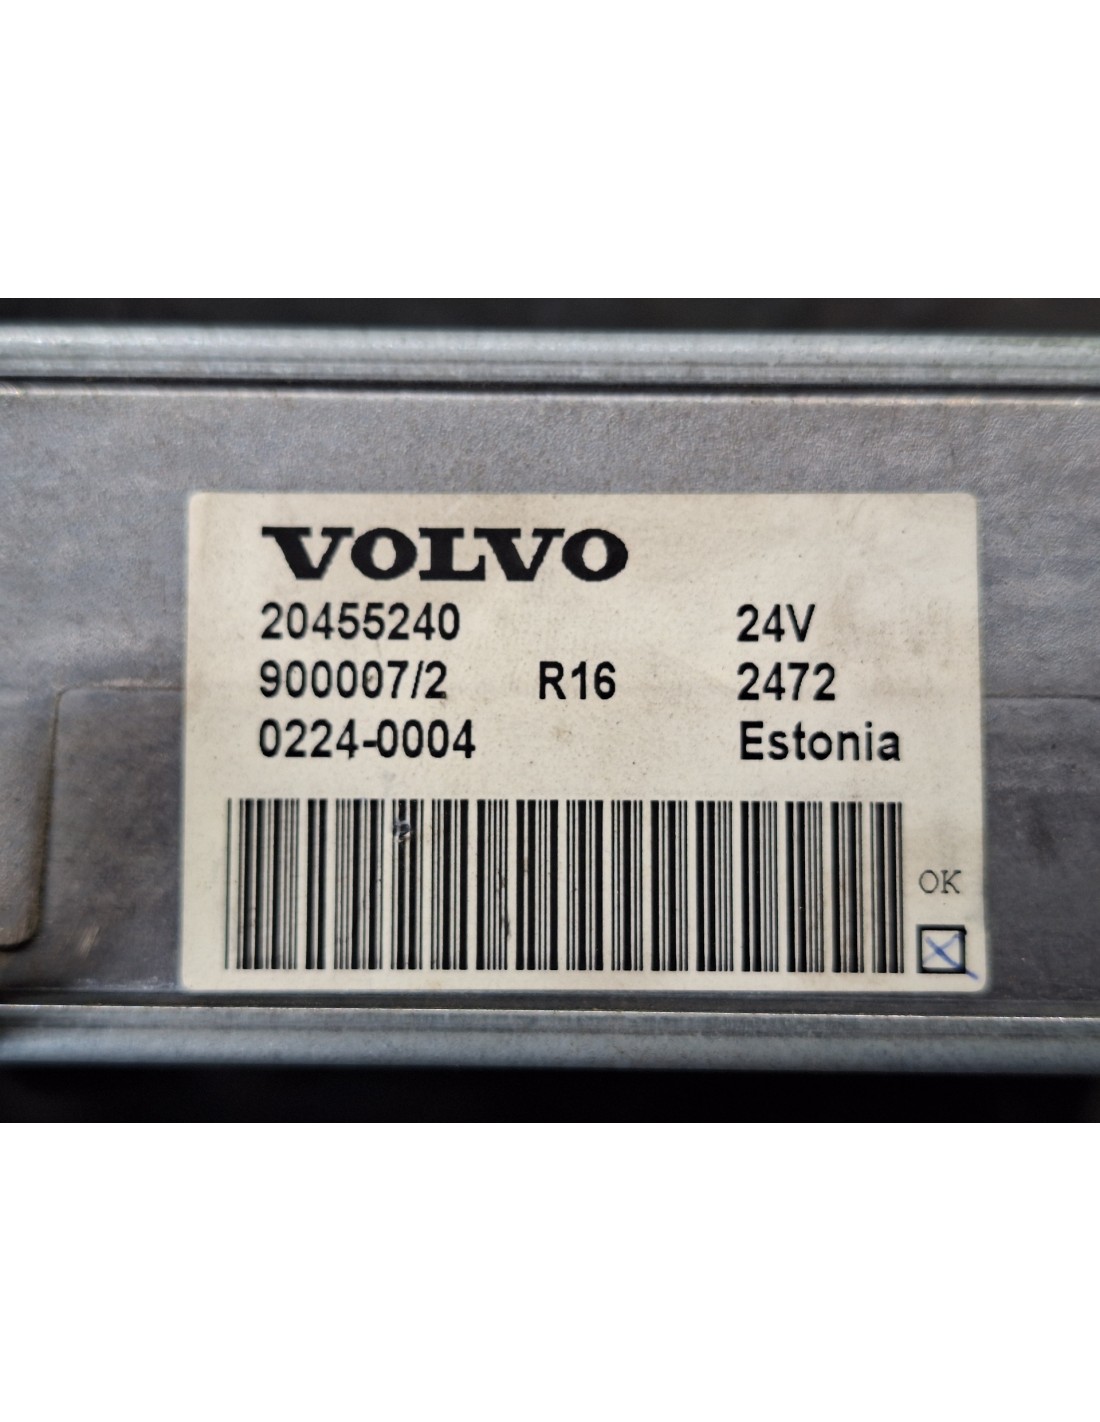 VOLVO
20455240 24V
900007/2 R16 2472
0224-0004 Estonia
OK